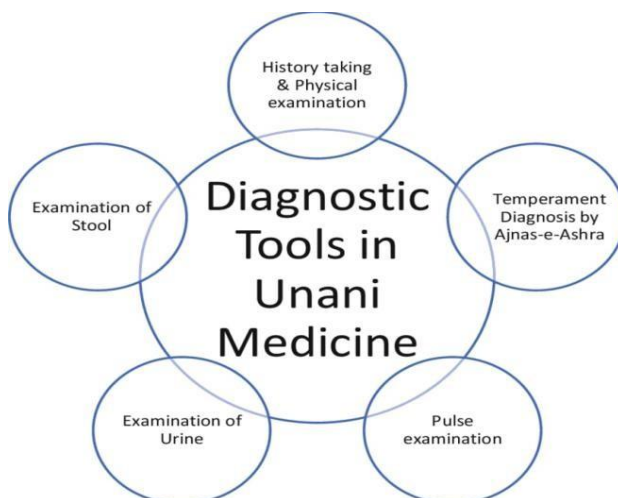 History taking
& Physical
examination
Examination of
Stool
Temperament
Diagnosis by
Ajnas-e-Ashra
Diagnostic
Tools in
Unani
Medicine
Examination of
Urine
Pulse
examination